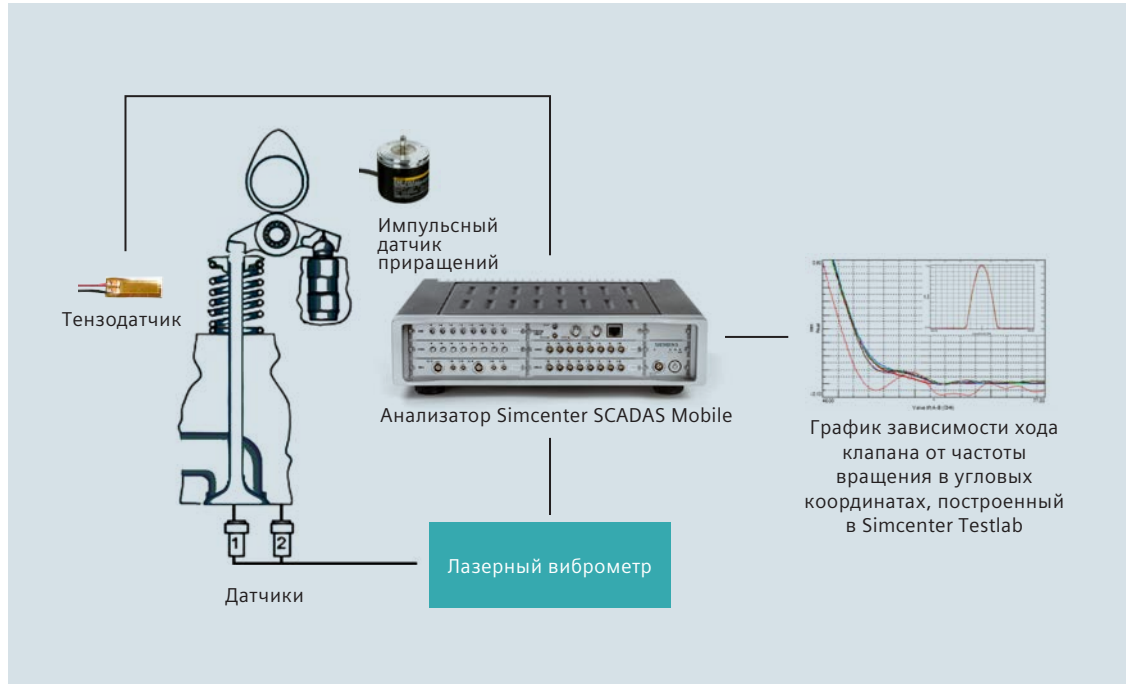 Импульсный
датчик
приращений
Тензодатчик
SIEMENS
Анализатор Simcenter SCADAS Mobile
График зависимости хода
клапана от частоты
вращения в угловых
координатах, построенный
в Simcenter Testlab
1
2
Лазерный виброметр
Датчики